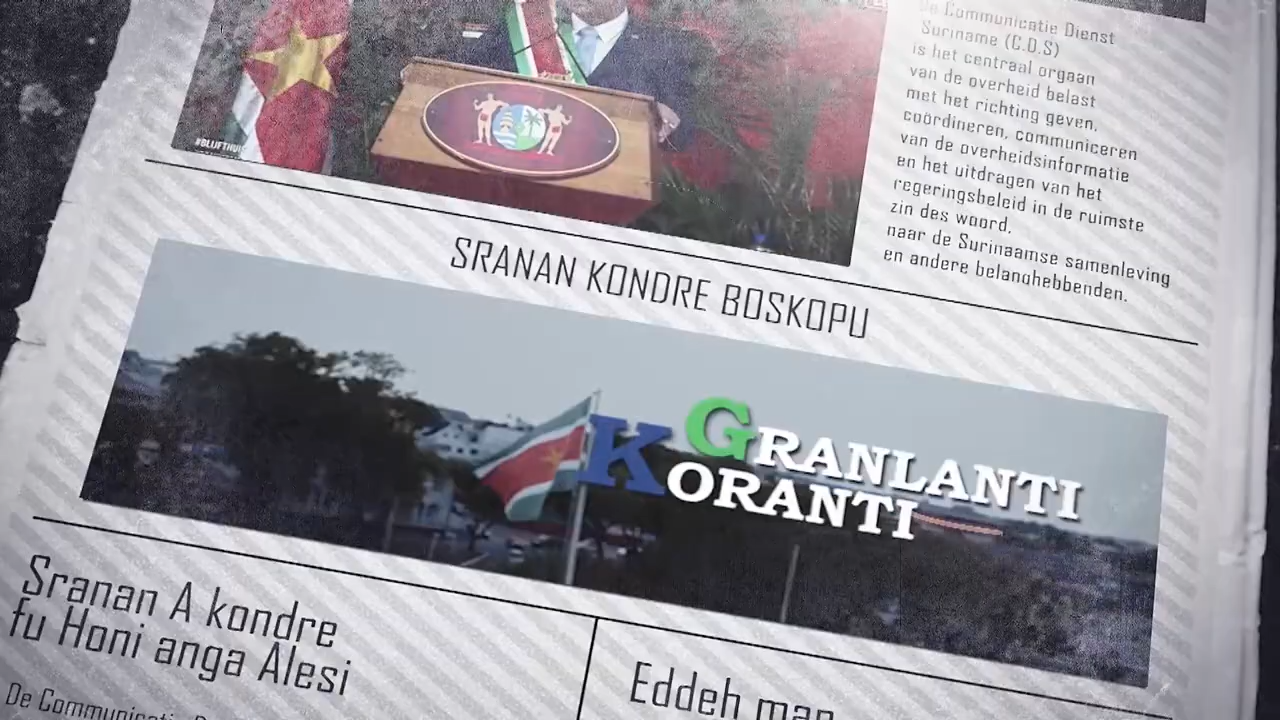 De Communicatie Dienst
Suriname (C.D.S)
is het centraal orgaan
van de overheid belast
met het richting geven,
coördineren, communiceren
van de overheidsinformatie
en het uitdragen van het
regeringsbeleid in de ruimste
zin des woord,
naar de Surinaamse samenleving
en andere belanghebbenden.
SRANAN KONDRE BOSKOPU
GRANLANTI
KORANTI
Sranan A kondre
fu Honi anga Alesi
Eddeh man
De